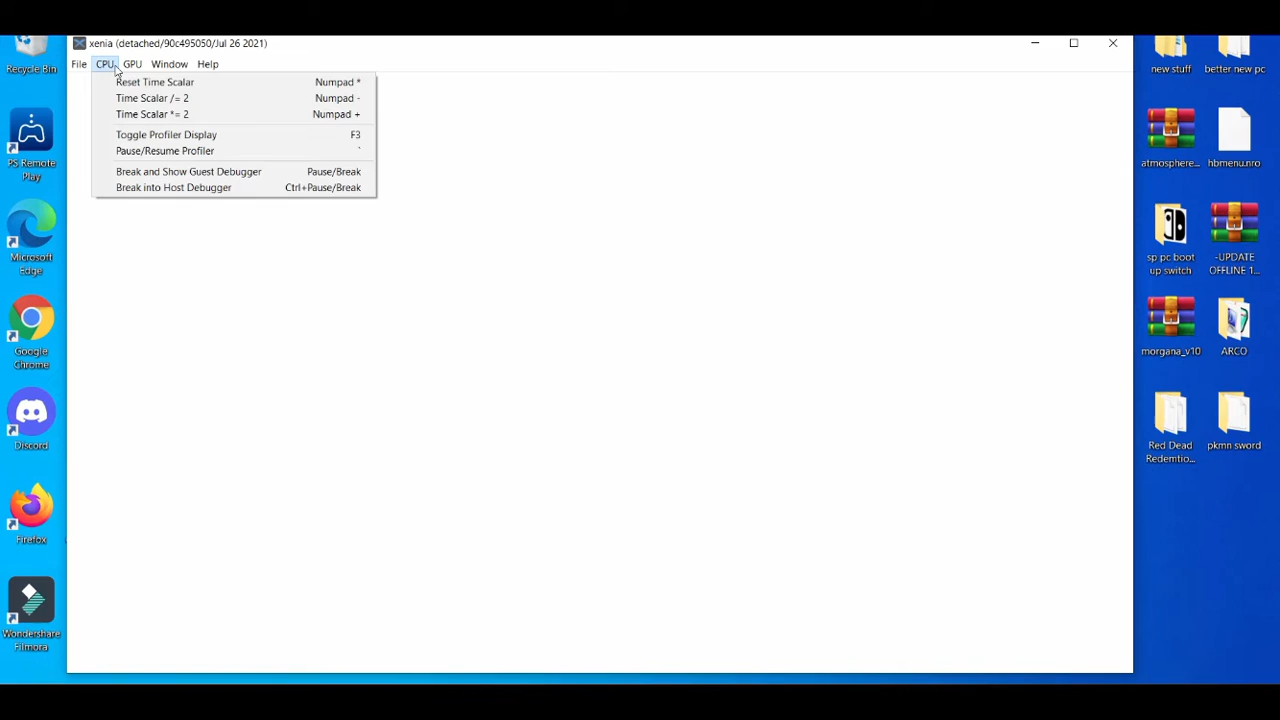 xenia (detached/90c495050/Jul 26 2021)
File CPU GPU Window Help
Reset Time Scalar Numpad *
Time Scalar /= 2 Numpad -
Time Scalar *= 2 Numpad +
Toggle Profiler Display F3
Pause/Resume Profiler `
Break and Show Guest Debugger Pause/Break
Break into Host Debugger Ctrl+Pause/Break
Recycle Bin
PS Remote
Play
Microsoft
Edge
Google
Chrome
Discord
Firefox
Wondershare
Filmora
new stuff
better new pc
atmosphere...
hbmenu.nro
sp pc boot
up switch
-UPDATE
OFFLINE 1...
morgana_v10
ARCO
Red Dead
Redemtio...
pkmn sword